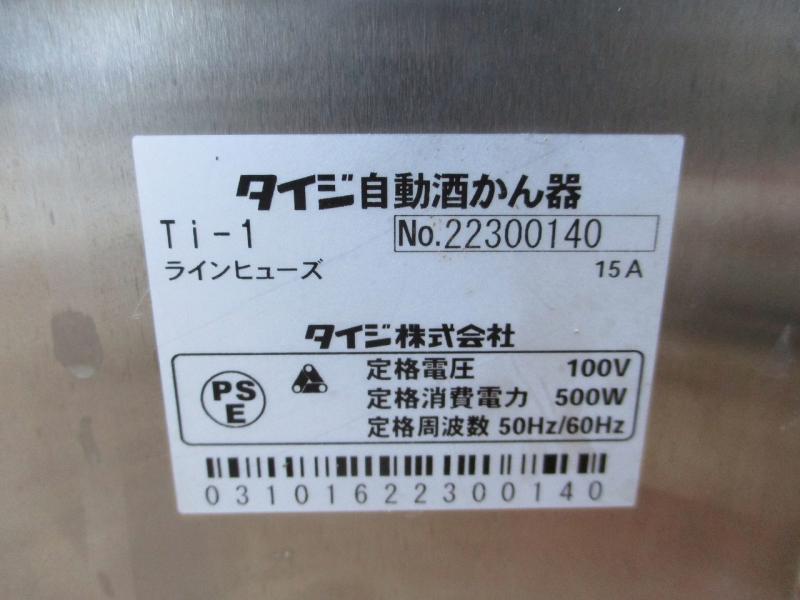 タイジ自動酒かん器
Ti-1
No.22300140
ラインヒューズ 15A
タイジ株式会社
PS
E
定格電圧 100V
定格消費電力 500W
定格周波数 50Hz/60Hz
03101622300140